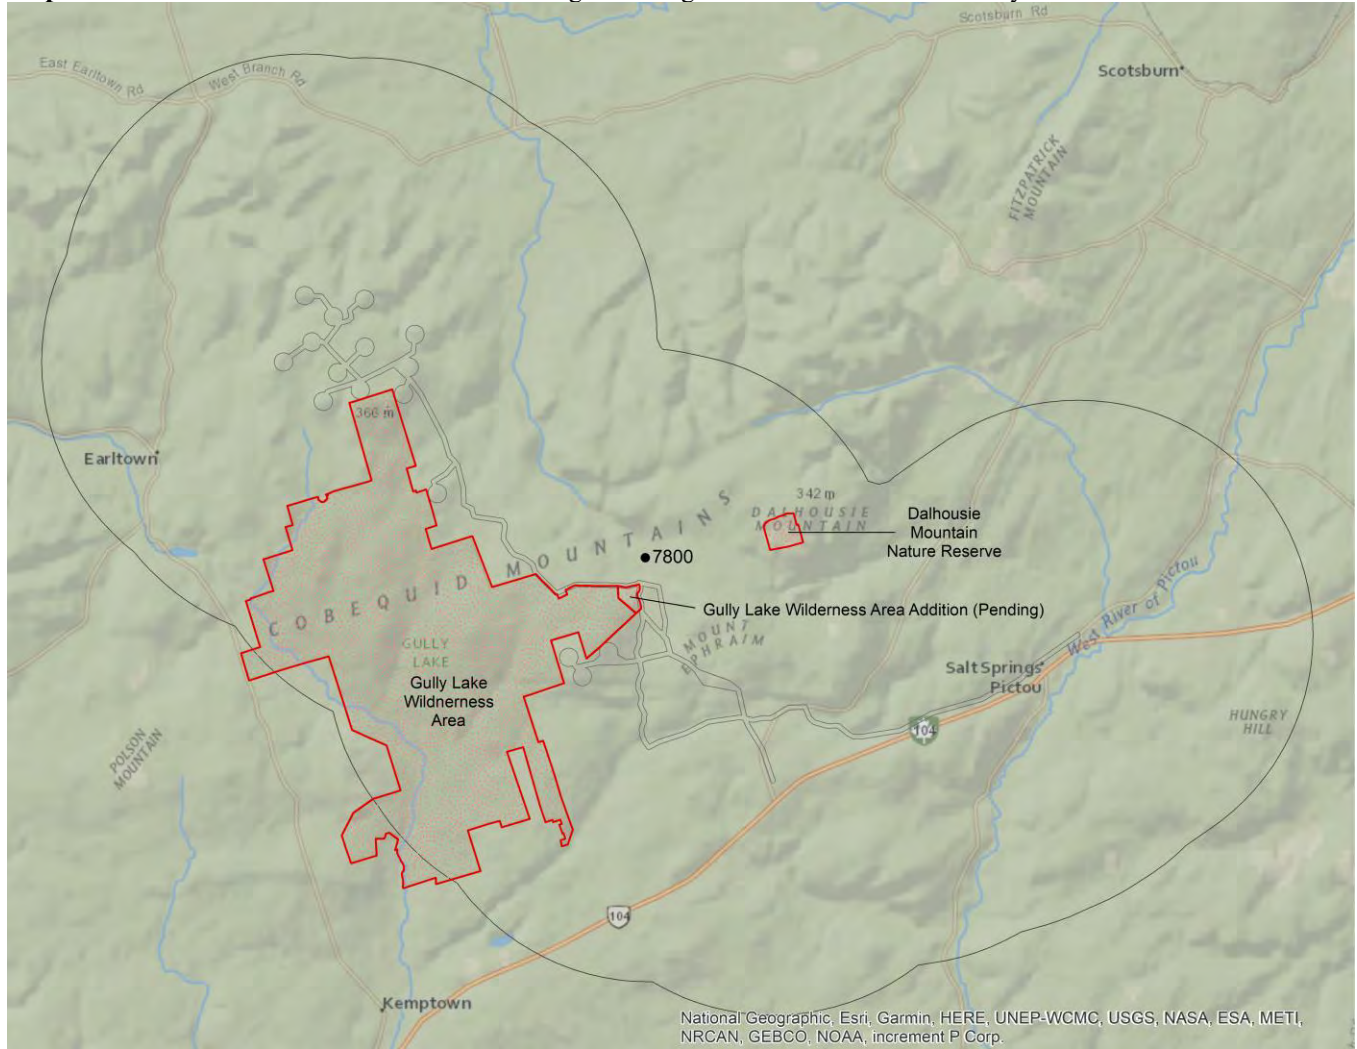 Scotsburn Rd
East Earltown Rd
West Branch Rd
Scotsburn
FITZPATRICK
MOUNTAIN
366 m
Earltown
COBEQUID MOUNTAINS
342 m
DALHOUSIE
MOUNTAIN
Dalhousie
Mountain
Nature Reserve
7800
Gully Lake Wilderness Area Addition (Pending)
MOUNT
EPHRAIM
West River of Pictou
GULLY
LAKE
Gully Lake
Wildnerness
Area
Salt Springs
Pictou
104
HUNGRY
HILL
POLSON
MOUNTAIN
104
Kemptown
National Geographic, Esri, Garmin, HERE, UNEP-WCMC, USGS, NASA, ESA, METI,
NRCAN, GEBCO, NOAA, increment P Corp.